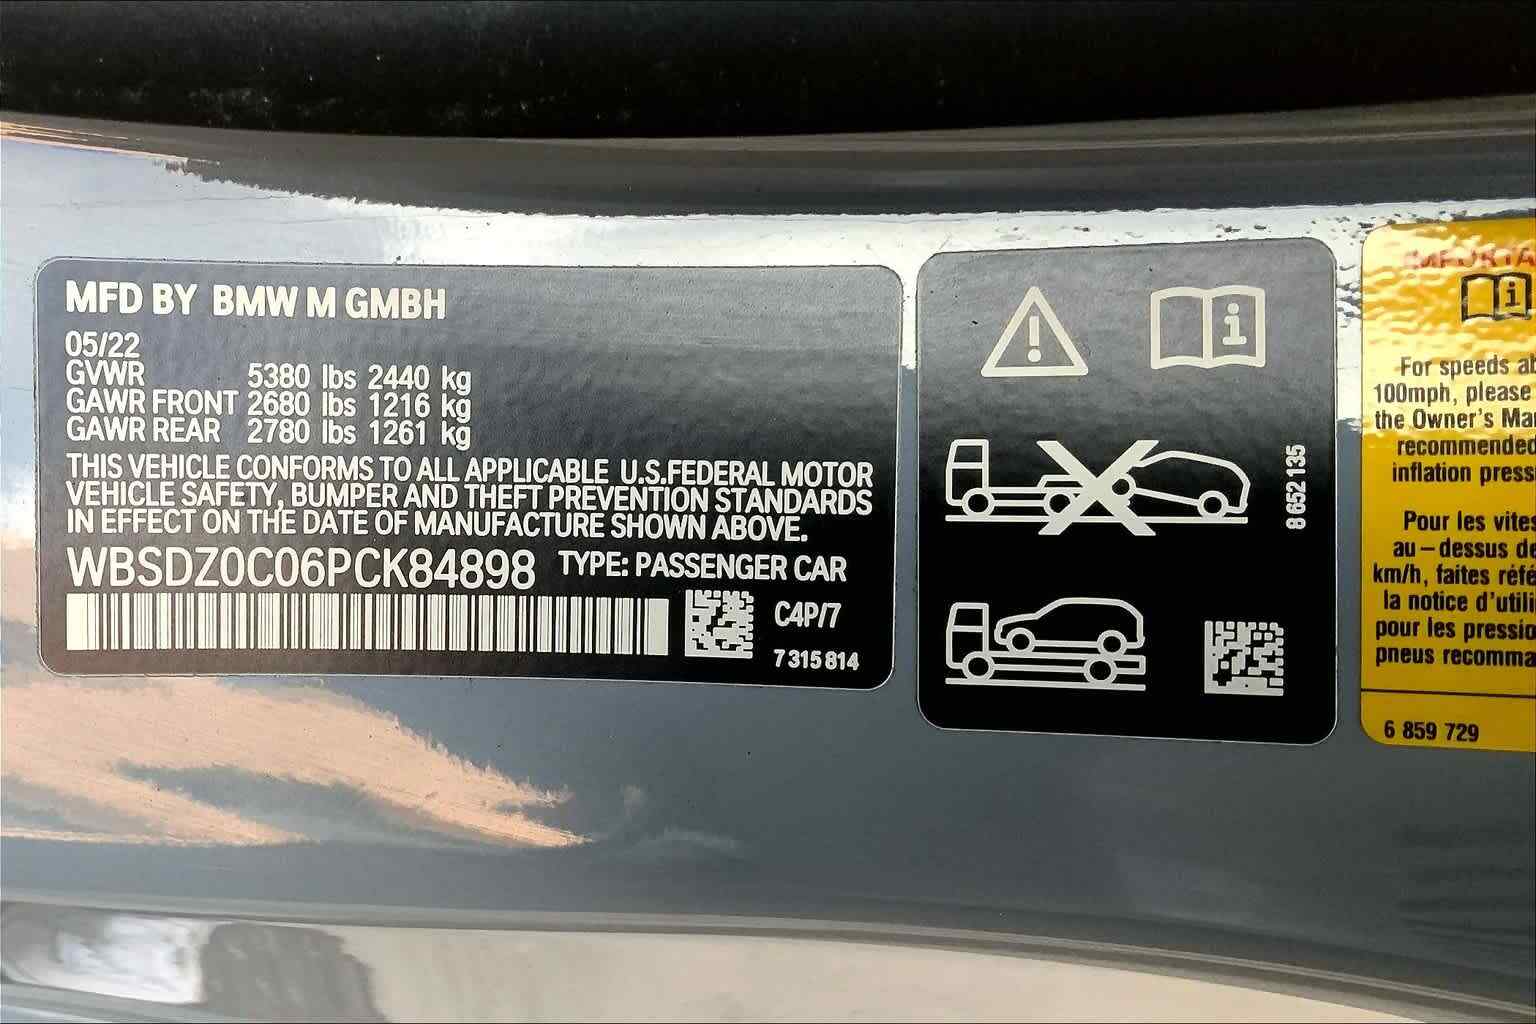 MFD BY BMW M GMBH
05/22
GVWR 5380 lbs 2440 kg
GAWR FRONT 2680 lbs 1216 kg
GAWR REAR 2780 lbs 1261 kg
THIS VEHICLE CONFORMS TO ALL APPLICABLE U.S.FEDERAL MOTOR
VEHICLE SAFETY, BUMPER AND THEFT PREVENTION STANDARDS
IN EFFECT ON THE DATE OF MANUFACTURE SHOWN ABOVE.
WBSDZ0C06PCK84898 TYPE: PASSENGER CAR
C4P/7
7 315 814
8 652 135
For speeds
100mph, please
the Owner's
recommended
inflation
Pour les
au-dessus
km/h, faites
la notice
pour les
pneus
6 859 729